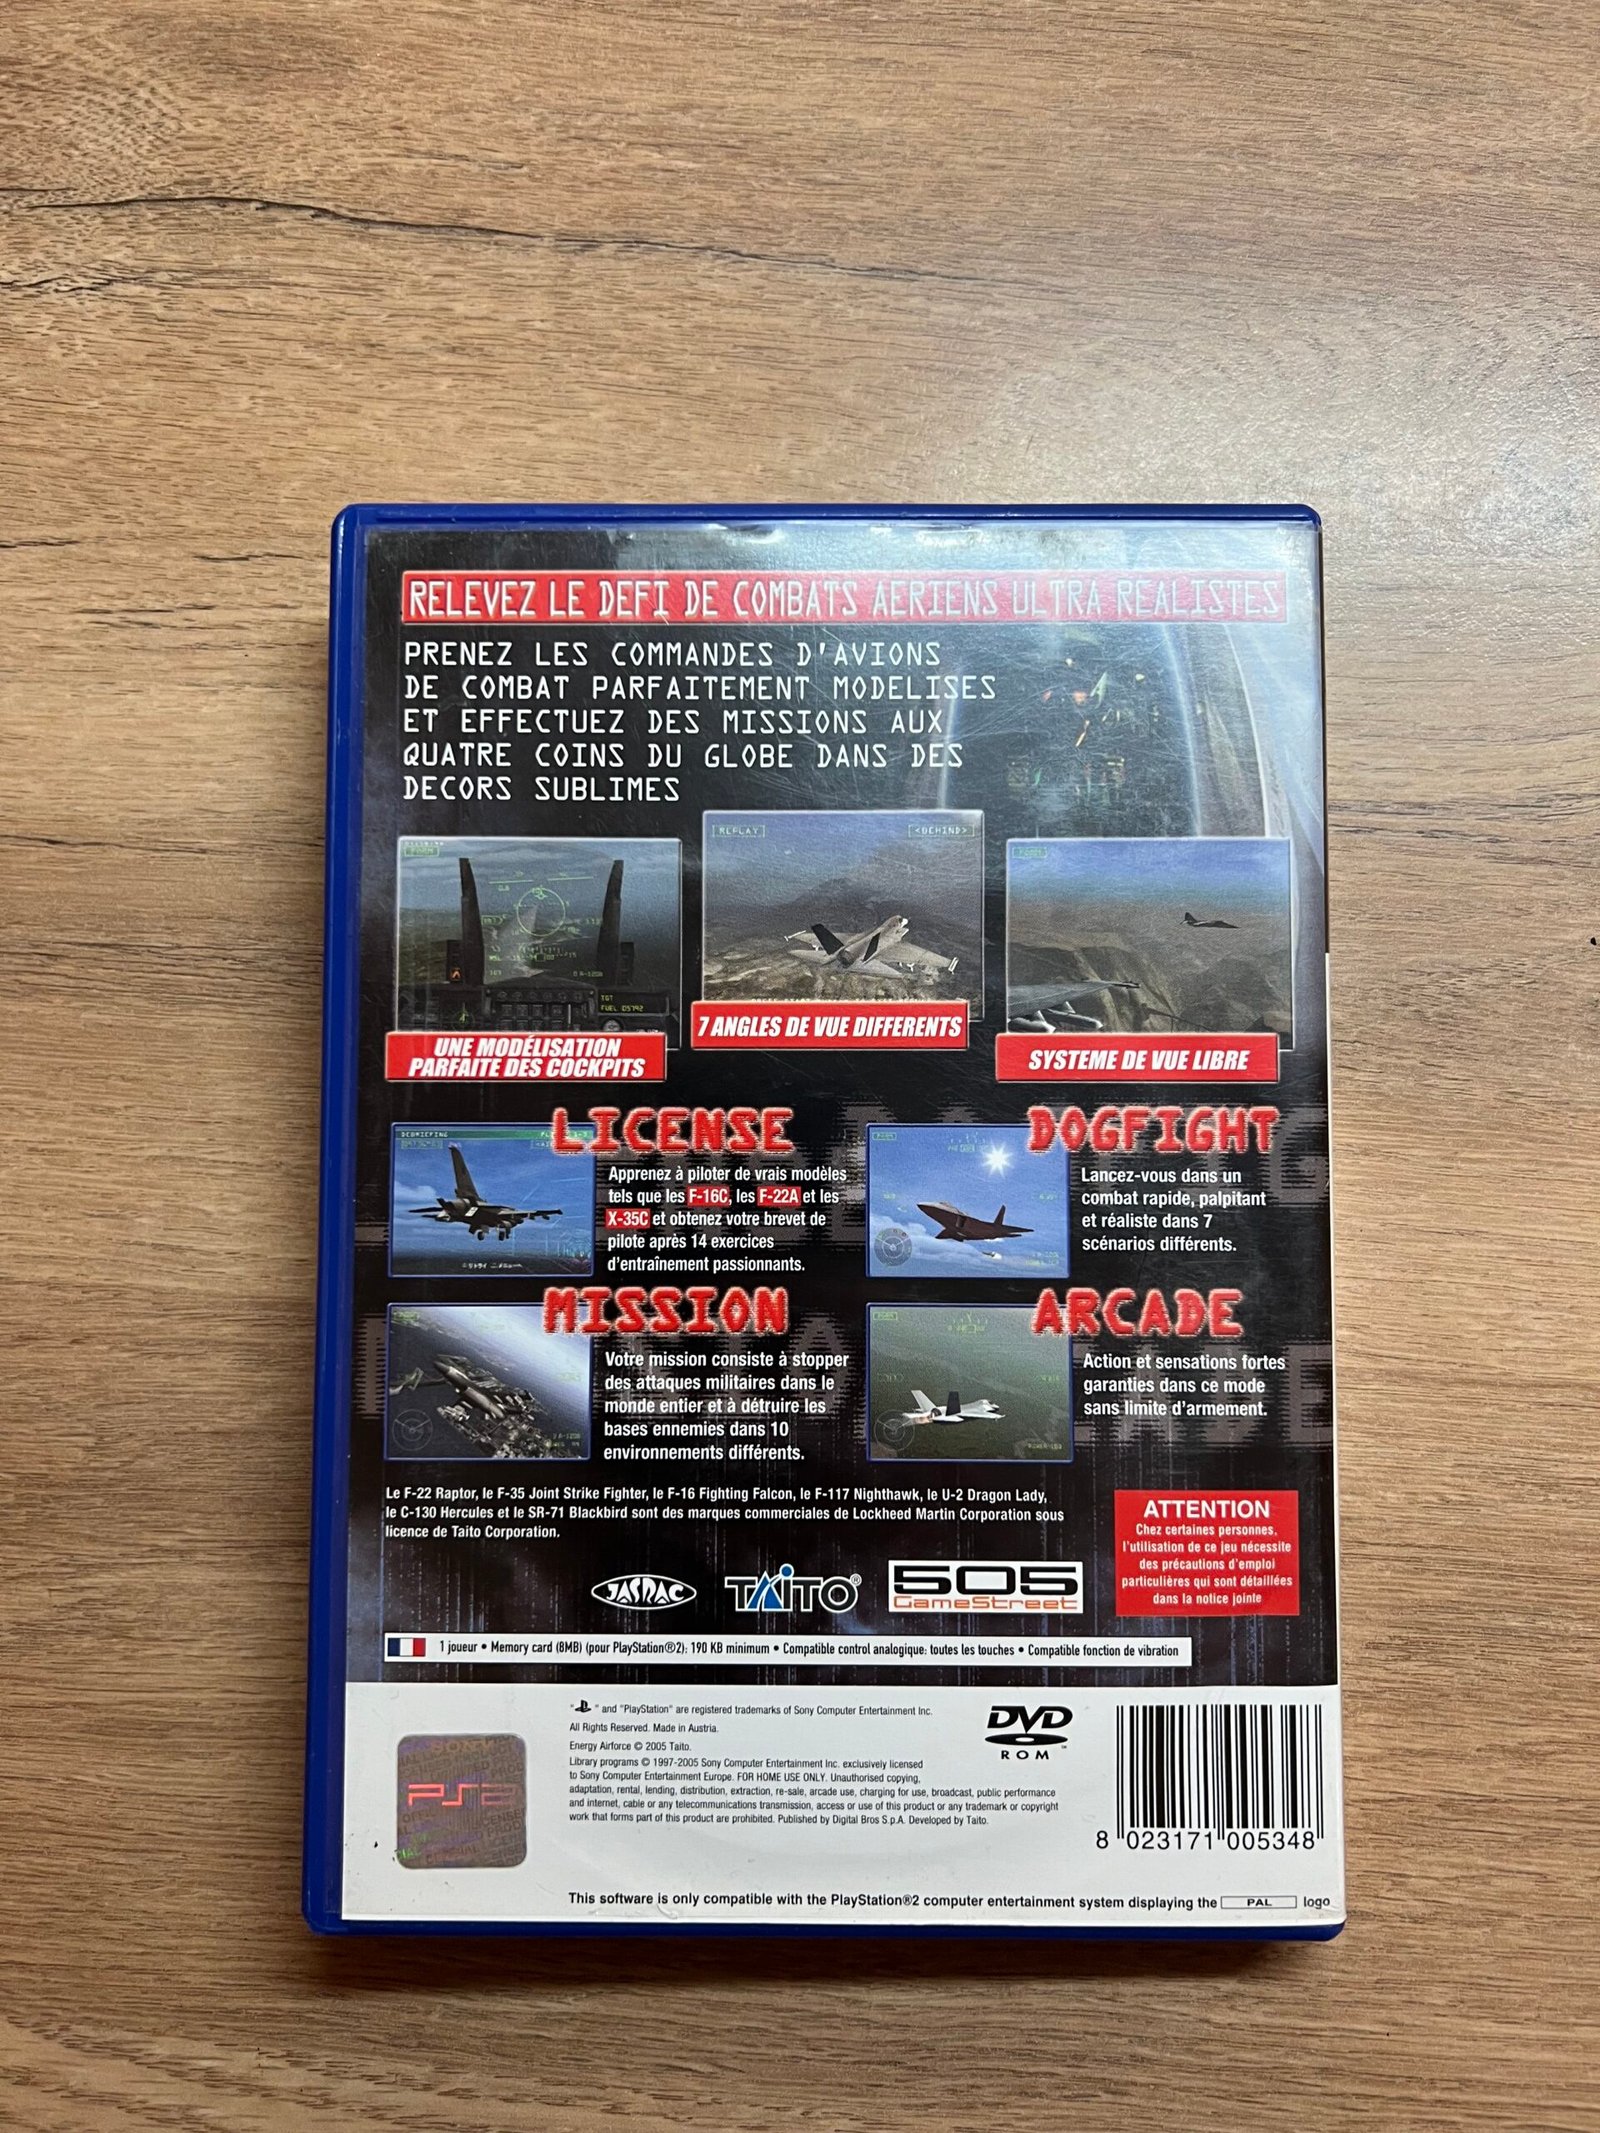 RELEVEZ LE DEFI DE COMBATS AERIENS ULTRA REALISTES
PRENEZ LES COMMANDES D'AVIONS
DE COMBAT PARFAITEMENT MODELISES
ET EFFECTUEZ DES MISSIONS AUX
QUATRE COINS DU GLOBE DANS DES
DECORS SUBLIMES
REPLAY
<BEHIND>
TGT
FUEL 05792
UNE MODÉLISATION
PARFAITE DES COCKPITS
7 ANGLES DE VUE DIFFERENTS
SYSTEME DE VUE LIBRE
LICENSE
DEBRIEFING
Apprenez à piloter de vrais modèles
tels que les F-16C, les F-22A et les
X-35C et obtenez votre brevet de
pilote après 14 exercices
d'entraînement passionnants.
DOGFIGHT
Lancez-vous dans un
combat rapide, palpitant
et réaliste dans 7
scénarios différents.
MISSION
Votre mission consiste à stopper
des attaques militaires dans le
monde entier et à détruire les
bases ennemies dans 10
environnements différents.
ARCADE
Action et sensations fortes
garanties dans ce mode
sans limite d'armement.
Le F-22 Raptor, le F-35 Joint Strike Fighter, le F-16 Fighting Falcon, le F-117 Nighthawk, le U-2 Dragon Lady,
le C-130 Hercules et le SR-71 Blackbird sont des marques commerciales de Lockheed Martin Corporation sous
licence de Taito Corporation.
ATTENTION
Chez certaines personnes,
l'utilisation de ce jeu nécessite
des précautions d'emploi
particulières qui sont détaillées
dans la notice jointe
JASRAC
TAITO®
505
GameStreet
1 joueur • Memory card (8MB) (pour PlayStation®2): 190 KB minimum • Compatible control analogique: toutes les touches • Compatible fonction de vibration
" " and "PlayStation" are registered trademarks of Sony Computer Entertainment Inc.
All Rights Reserved. Made in Austria.
Energy Airforce © 2005 Taito.
Library programs © 1997-2005 Sony Computer Entertainment Inc. exclusively licensed
to Sony Computer Entertainment Europe. FOR HOME USE ONLY. Unauthorised copying,
adaptation, rental, lending, distribution, extraction, re-sale, arcade use, charging for use, broadcast, public performance
and internet, cable or any telecommunications transmission, access or use of this product or any trademark or copyright
work that forms part of this product are prohibited. Published by Digital Bros S.p.A. Developed by Taito.
DVD
ROM
SONY
PS2
8 023171 005348
This software is only compatible with the PlayStation®2 computer entertainment system displaying the PAL logo